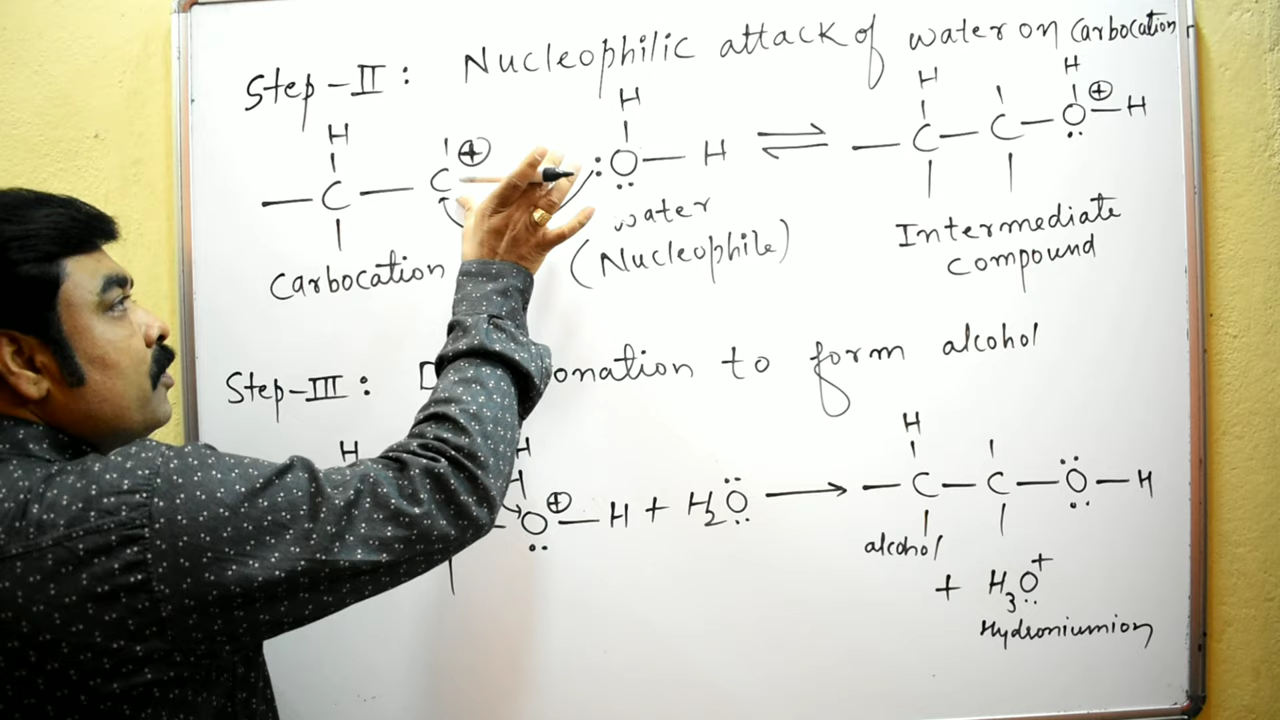 Step-II : Nucleophilic attack of water on carbocation
H H H
H ⊕ H ⊕
— C — C :O — H ⇌ — C — C — O — H
water
Carbocation (Nucleophile) Intermediate
compound
Step-III : to form alcohol
H H H
⊕
O — H + H2O → — C — C — O — H
alcohol
+ H3O+
Hydroniumion